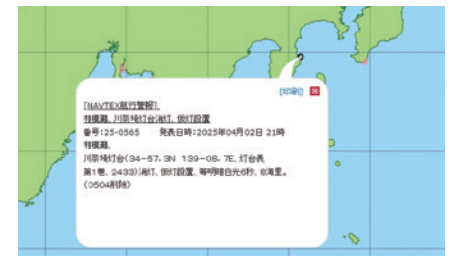 [印刷]
[NAVTEX航行警報]
相模灘、川奈埼灯台消灯、仮灯設置
番号:25-0565 発表日時:2025年04月02日 21時
相模灘。
川奈埼灯台(34-57.3N 139-08.7E、灯台表
第1巻、2433)消灯、仮灯設置、等明暗白光6秒、8海里。
(0504削除)